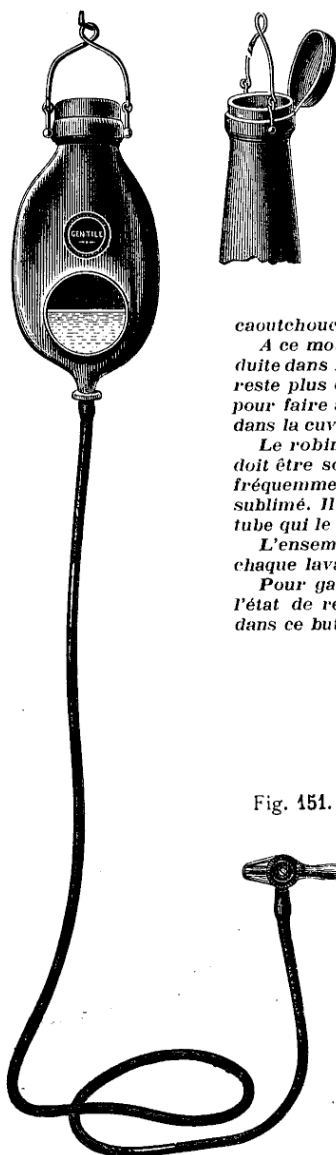 GENTILE
caoutchouc
A ce mo
duite dans
reste plus
pour faire
dans la cuv
Le robin
doit être so
fréquemme
sublimé. Il
tube qui le
L'ensem
chaque lava
Pour ga
l'état de re
dans ce but
Fig. 151.